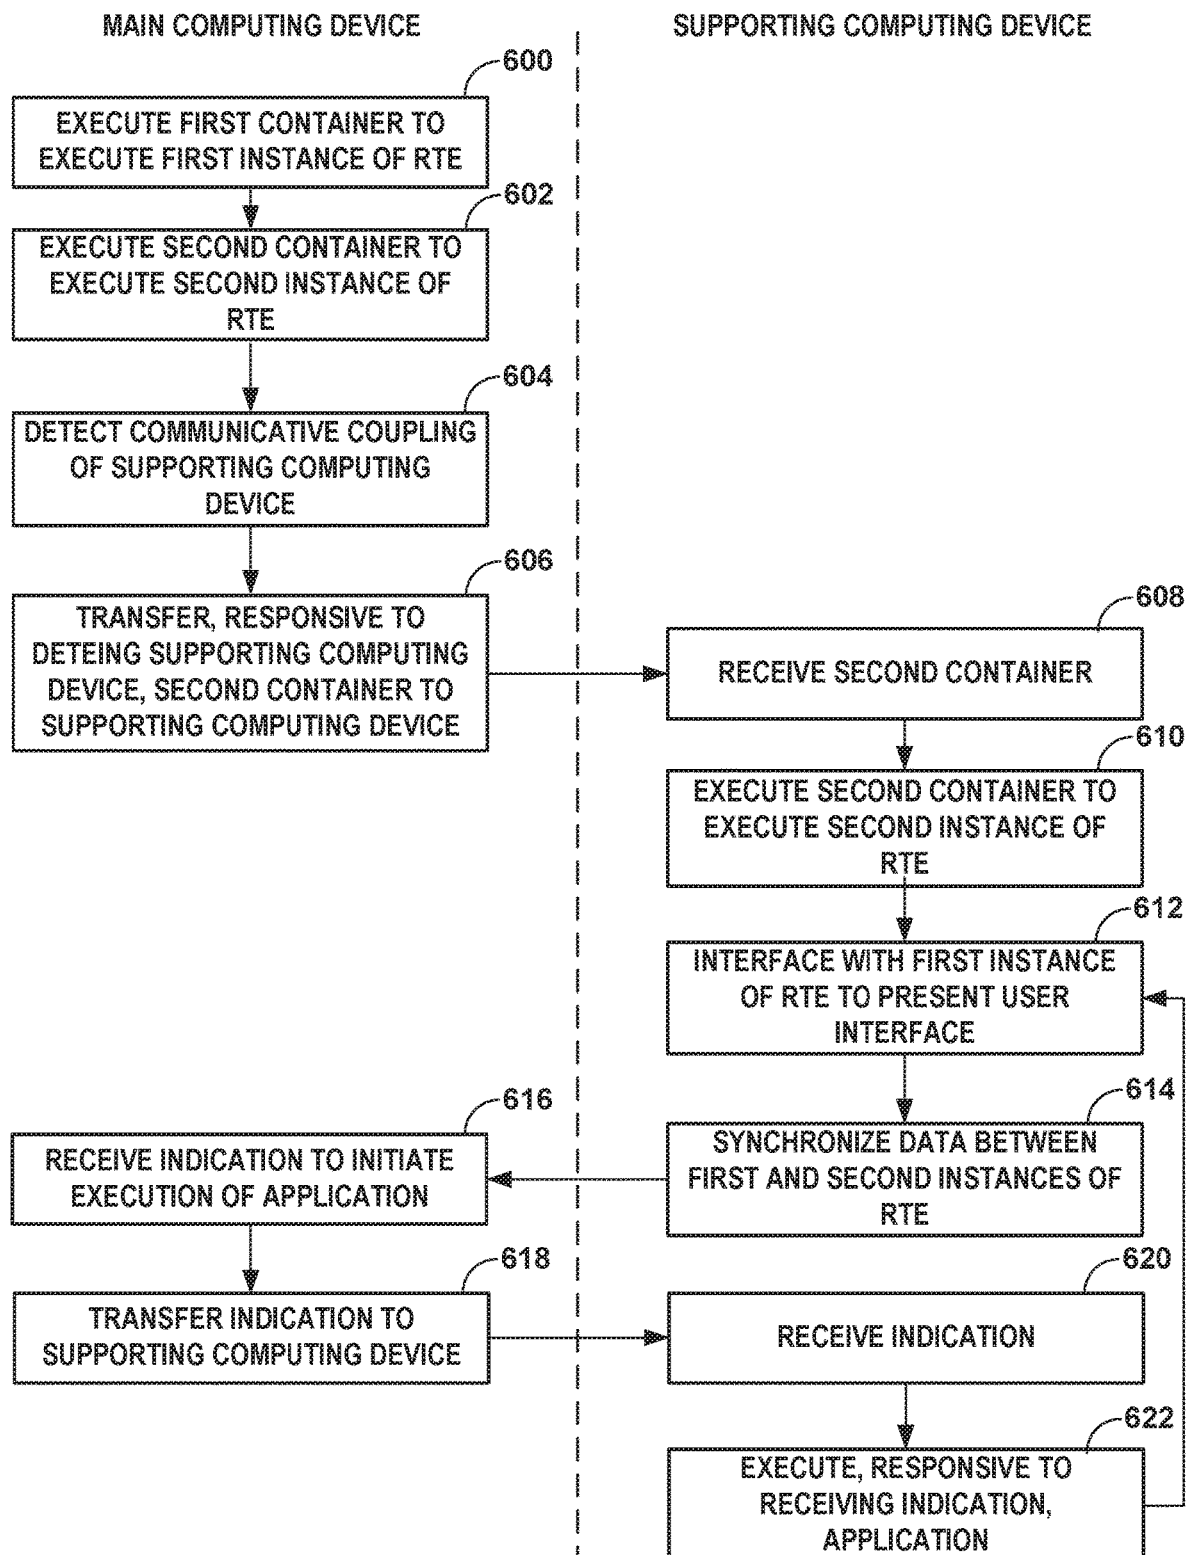 MAIN COMPUTING DEVICE
SUPPORTING COMPUTING DEVICE
600
EXECUTE FIRST CONTAINER TO
EXECUTE FIRST INSTANCE OF RTE
602
EXECUTE SECOND CONTAINER TO
EXECUTE SECOND INSTANCE OF
RTE
604
DETECT COMMUNICATIVE COUPLING
OF SUPPORTING COMPUTING
DEVICE
606
TRANSFER, RESPONSIVE TO
DETEING SUPPORTING COMPUTING
DEVICE, SECOND CONTAINER TO
SUPPORTING COMPUTING DEVICE
608
RECEIVE SECOND CONTAINER
610
EXECUTE SECOND CONTAINER TO
EXECUTE SECOND INSTANCE OF
RTE
612
INTERFACE WITH FIRST INSTANCE
OF RTE TO PRESENT USER
INTERFACE
614
SYNCHRONIZE DATA BETWEEN
FIRST AND SECOND INSTANCES OF
RTE
616
RECEIVE INDICATION TO INITIATE
EXECUTION OF APPLICATION
618
TRANSFER INDICATION TO
SUPPORTING COMPUTING DEVICE
620
RECEIVE INDICATION
622
EXECUTE, RESPONSIVE TO
RECEIVING INDICATION,
APPLICATION